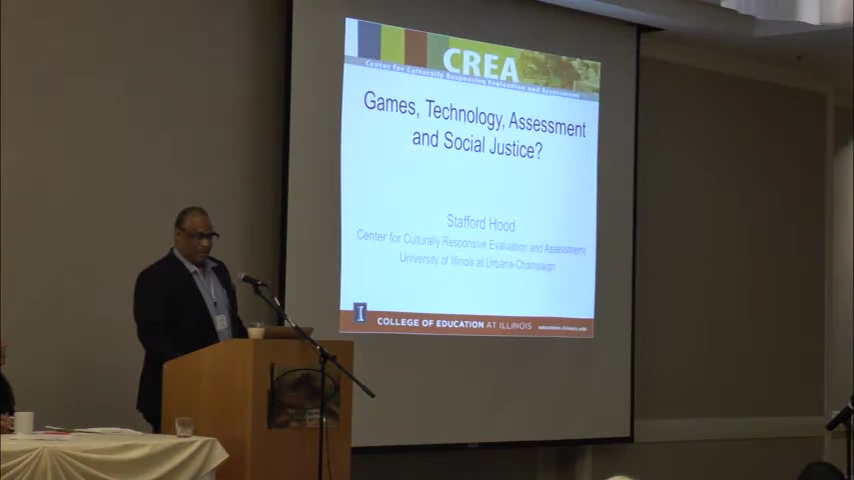 CREA
Center for Culturally Responsive Evaluation and Assessment
Games, Technology, Assessment
and Social Justice?
Stafford Hood
Center for Culturally Responsive Evaluation and Assessment
University of Illinois at Urbana-Champaign
I
COLLEGE OF EDUCATION AT ILLINOIS